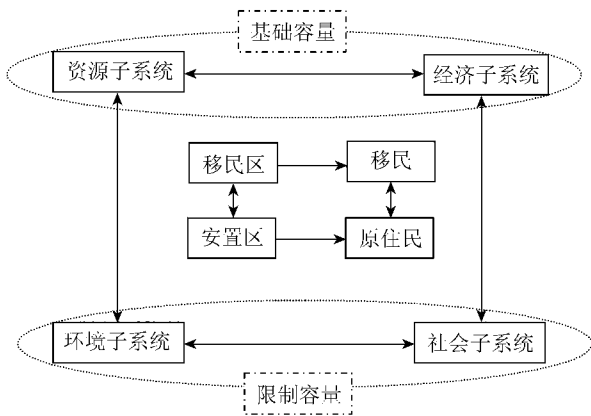 基础容量
资源子系统
经济子系统
移民区
移民
安置区
原住民
环境子系统
社会子系统
限制容量